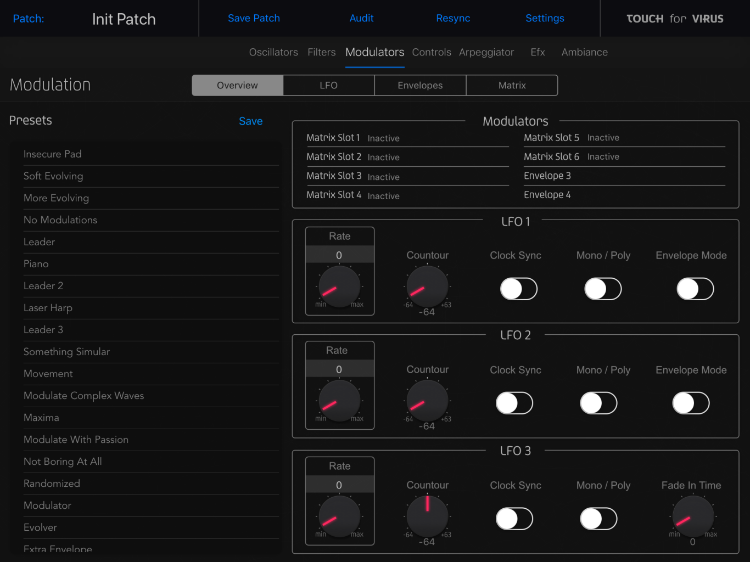 Patch: Init Patch Save Patch Audit Resync Settings TOUCH for VIRUS
Oscillators Filters Modulators Controls Arpeggiator Efx Ambiance
Modulation Overview LFO Envelopes Matrix
Presets Save
Insecure Pad
Soft Evolving
More Evolving
No Modulations
Leader
Piano
Leader 2
Laser Harp
Leader 3
Something Simular
Movement
Modulate Complex Waves
Maxima
Modulate With Passion
Not Boring At All
Randomized
Modulator
Evolver
Extra Envelope
Modulators
Matrix Slot 1 Inactive
Matrix Slot 2 Inactive
Matrix Slot 3 Inactive
Matrix Slot 4 Inactive
Matrix Slot 5 Inactive
Matrix Slot 6 Inactive
Envelope 3
Envelope 4
LFO 1
Rate Countour Clock Sync Mono / Poly Envelope Mode
0
min max -64 +63
-64
LFO 2
Rate Countour Clock Sync Mono / Poly Envelope Mode
0
min max -64 +63
-64
LFO 3
Rate Countour Clock Sync Mono / Poly Fade In Time
0
min max -64 +63 min max
-64 0